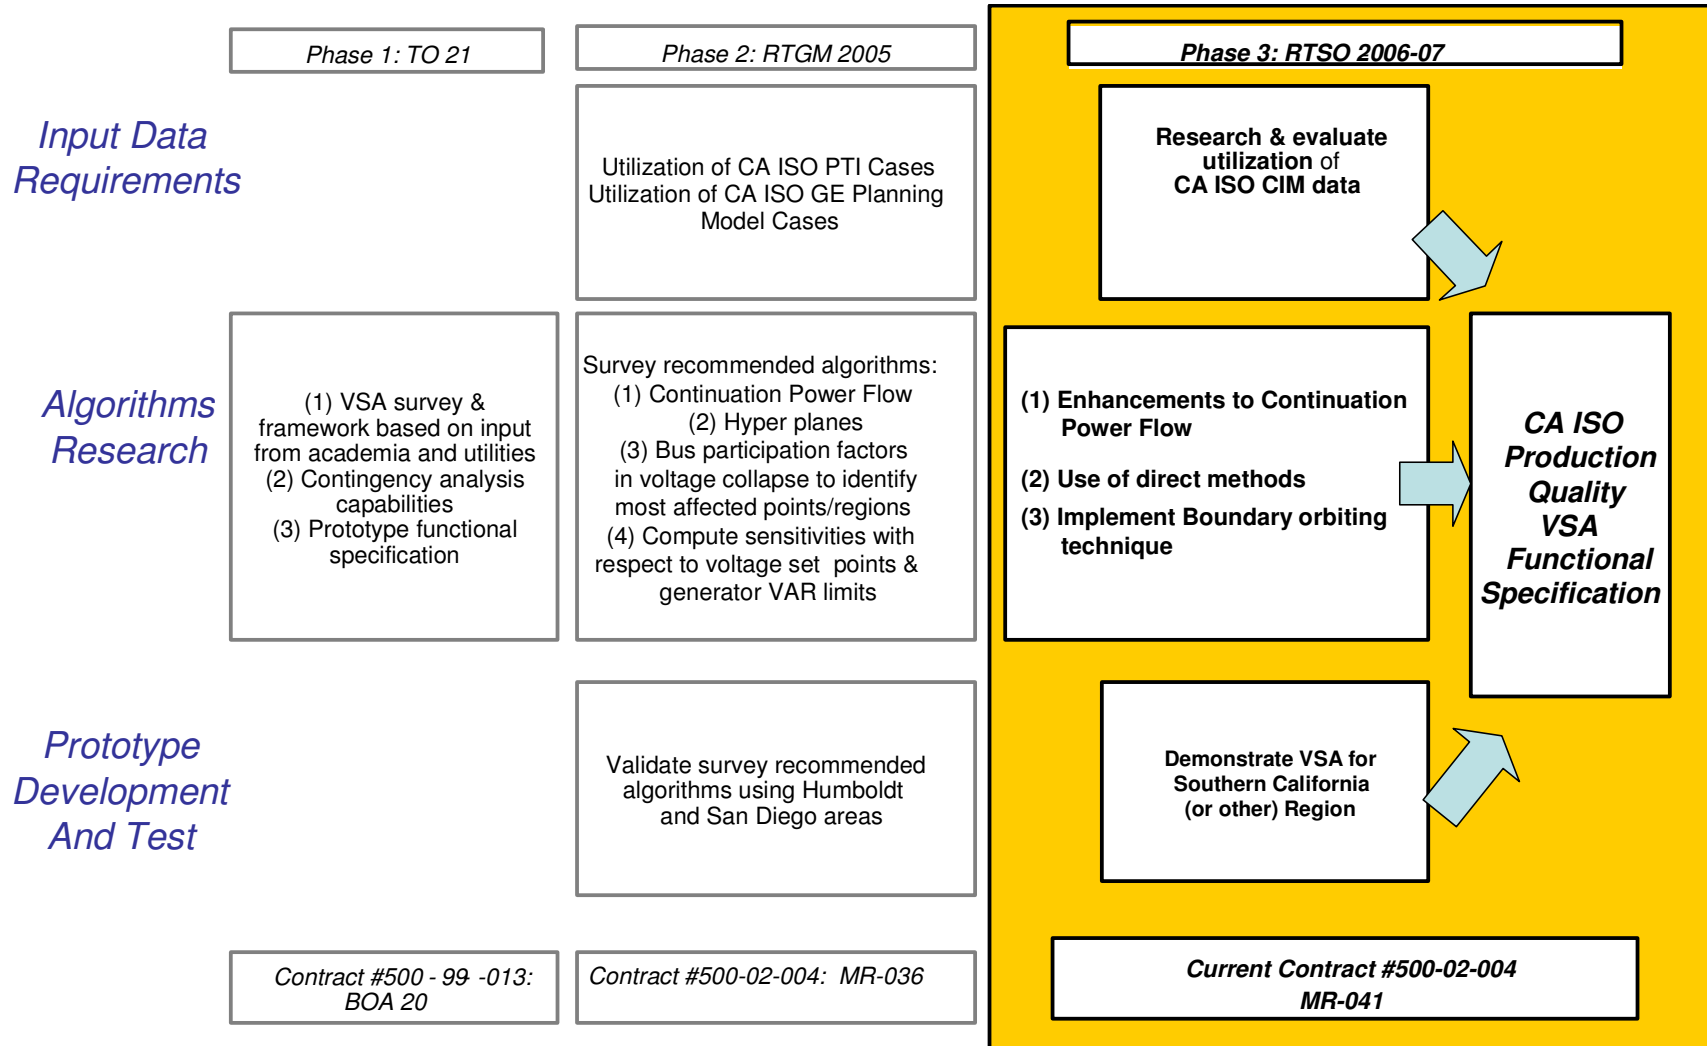 Phase 1: TO 21
Phase 2: RTGM 2005
Phase 3: RTSO 2006-07
Input Data
Requirements
Utilization of CA ISO PTI Cases
Utilization of CA ISO GE Planning
Model Cases
Research & evaluate
utilization of
CA ISO CIM data
Algorithms
Research
(1) VSA survey &
framework based on input
from academia and utilities
(2) Contingency analysis
capabilities
(3) Prototype functional
specification
Survey recommended algorithms:
(1) Continuation Power Flow
(2) Hyper planes
(3) Bus participation factors
in voltage collapse to identify
most affected points/regions
(4) Compute sensitivities with
respect to voltage set points &
generator VAR limits
(1) Enhancements to Continuation
Power Flow
(2) Use of direct methods
(3) Implement Boundary orbiting
technique
CA ISO
Production
Quality
VSA
Functional
Specification
Prototype
Development
And Test
Validate survey recommended
algorithms using Humboldt
and San Diego areas
Demonstrate VSA for
Southern California
(or other) Region
Contract #500 - 99 -013:
BOA 20
Contract #500-02-004: MR-036
Current Contract #500-02-004
MR-041